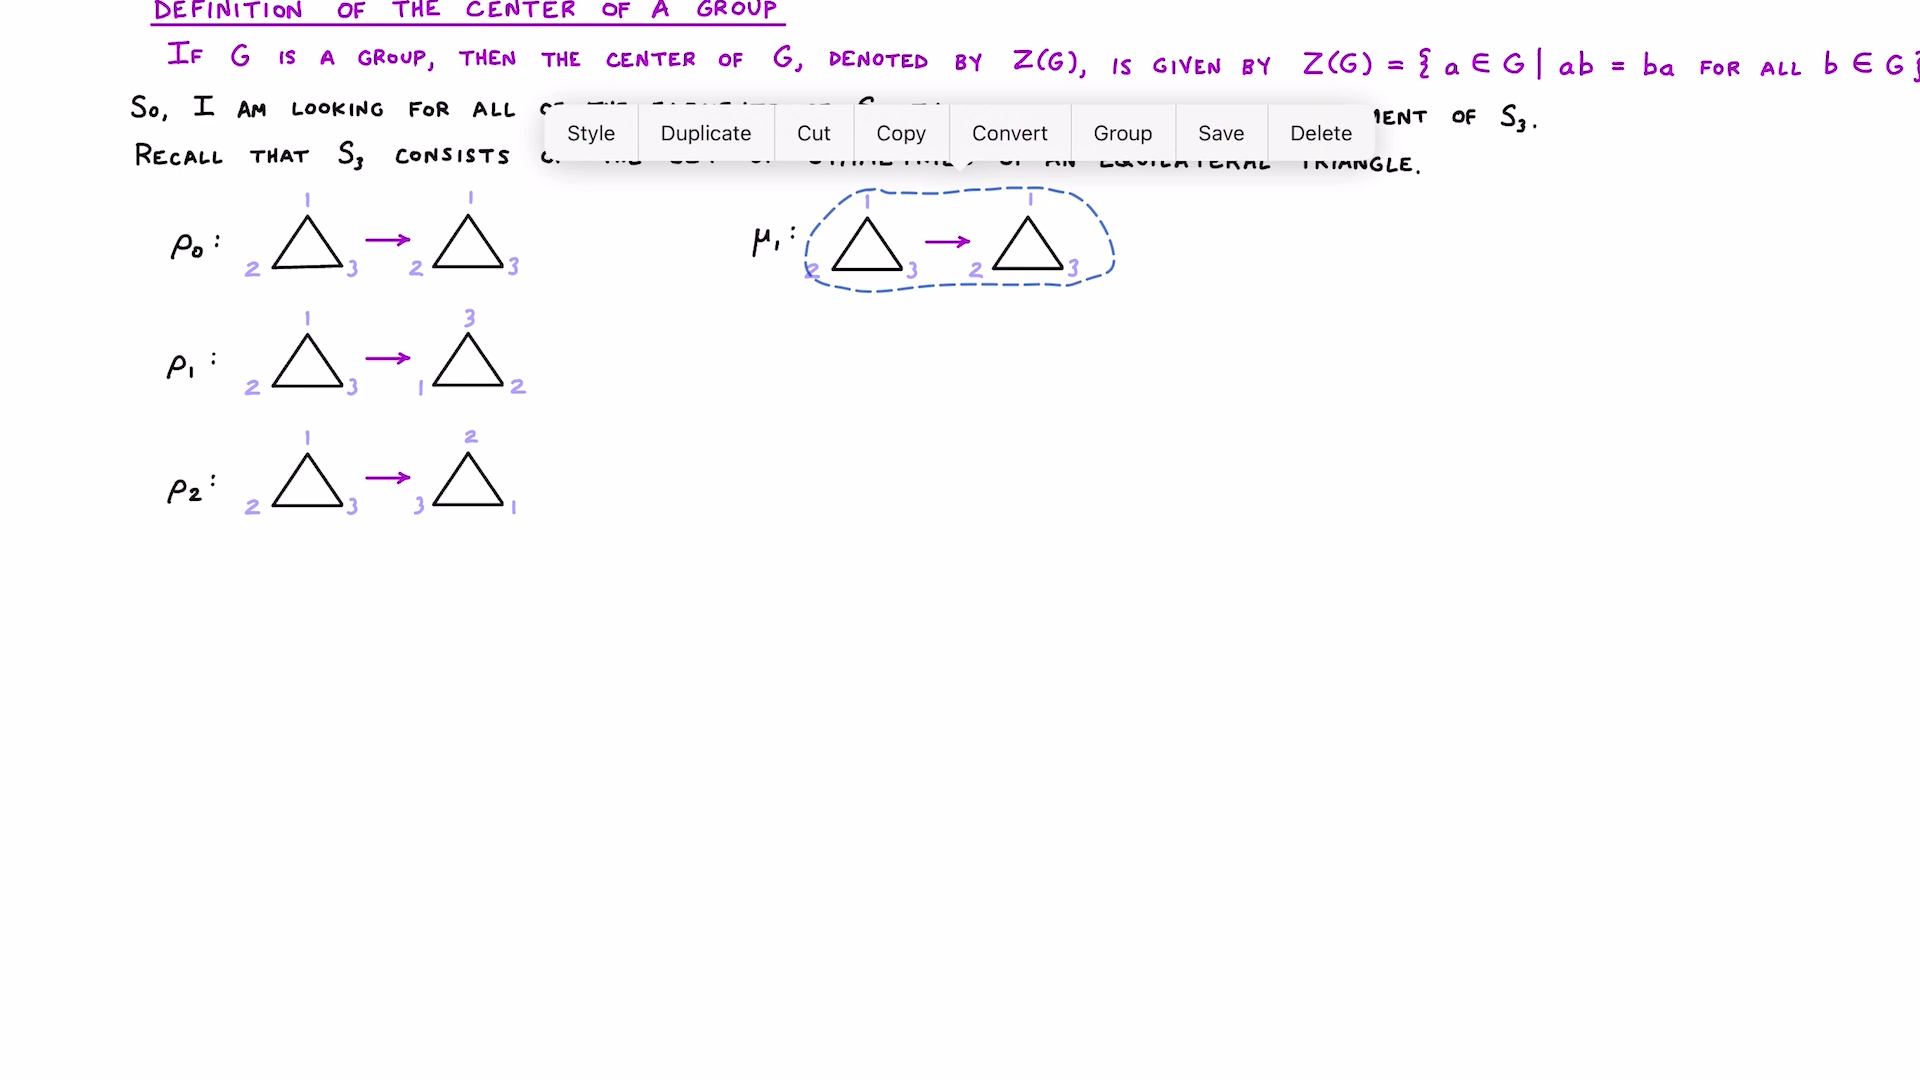 DEFINITION OF THE CENTER OF A GROUP
IF G IS A GROUP, THEN THE CENTER OF G, DENOTED BY Z(G), IS GIVEN BY Z(G) = { a ∈ G | ab = ba FOR ALL b ∈ G }
SO, I AM LOOKING FOR ALL OF S₃.
Style Duplicate Cut Copy Convert Group Save Delete
RECALL THAT S₃ CONSISTS AN EQUILATERAL TRIANGLE.
1 1 1 1
ρ₀: → μ₁: →
2 3 2 3 2 3 2 3
1 3
ρ₁: →
2 3 1 2
1 2
ρ₂: →
2 3 3 1